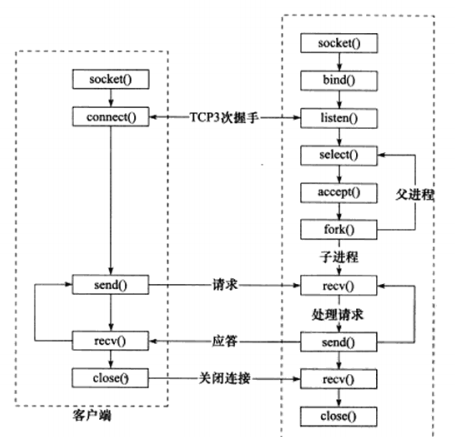 socket()
bind()
socket()
connect()
TCP3次握手
listen()
select()
accept()
父进程
fork()
子进程
send()
请求
recv()
处理请求
recv()
应答
send()
close()
关闭连接
recv()
客户端
close()